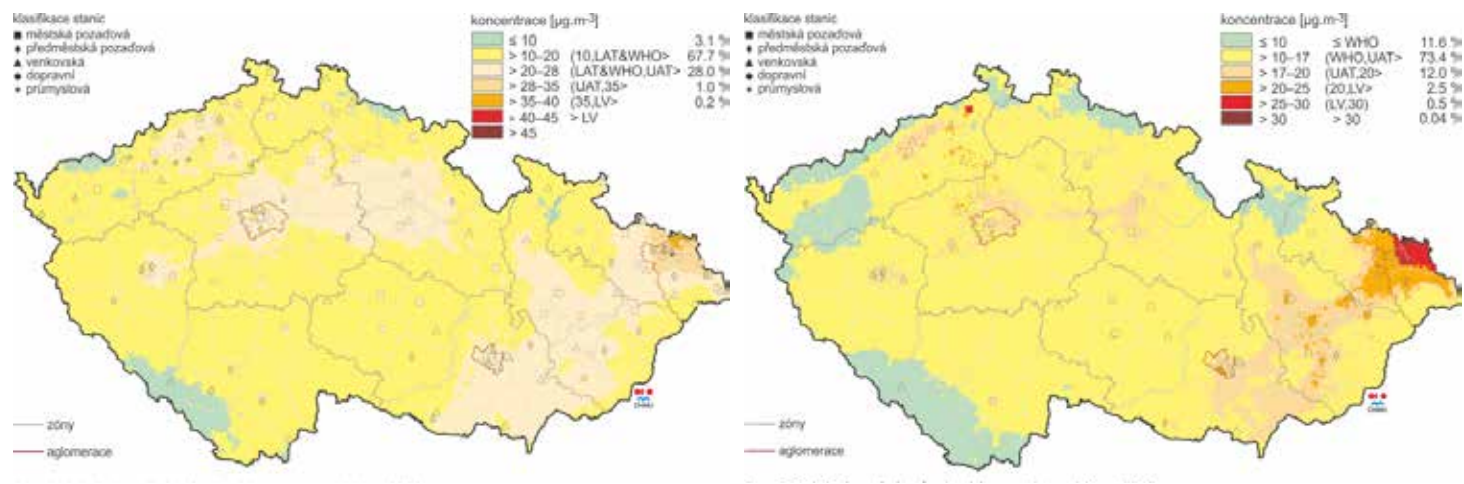 klasifikace stanic
městská pozaďová
předměstská pozaďová
venkovská
dopravní
průmyslová
koncentrace [µg.m-3]
≤ 10 3.1 %
> 10–20 (10,LAT&WHO> 67.7 %
> 20–28 (LAT&WHO,UAT> 28.0 %
> 28–35 (UAT,35> 1.0 %
> 35–40 (35,LV> 0.2 %
> 40–45 > LV
> 45
zóny
aglomerace
klasifikace stanic
městská pozaďová
předměstská pozaďová
venkovská
dopravní
průmyslová
koncentrace [µg.m-3]
≤ 10 ≤ WHO 11.6 %
> 10–17 (WHO,UAT> 73.4 %
> 17–20 (UAT,20> 12.0 %
> 20–25 (20,LV> 2.5 %
> 25–30 (LV,30) 0.5 %
> 30 > 30 0.04 %
zóny
aglomerace